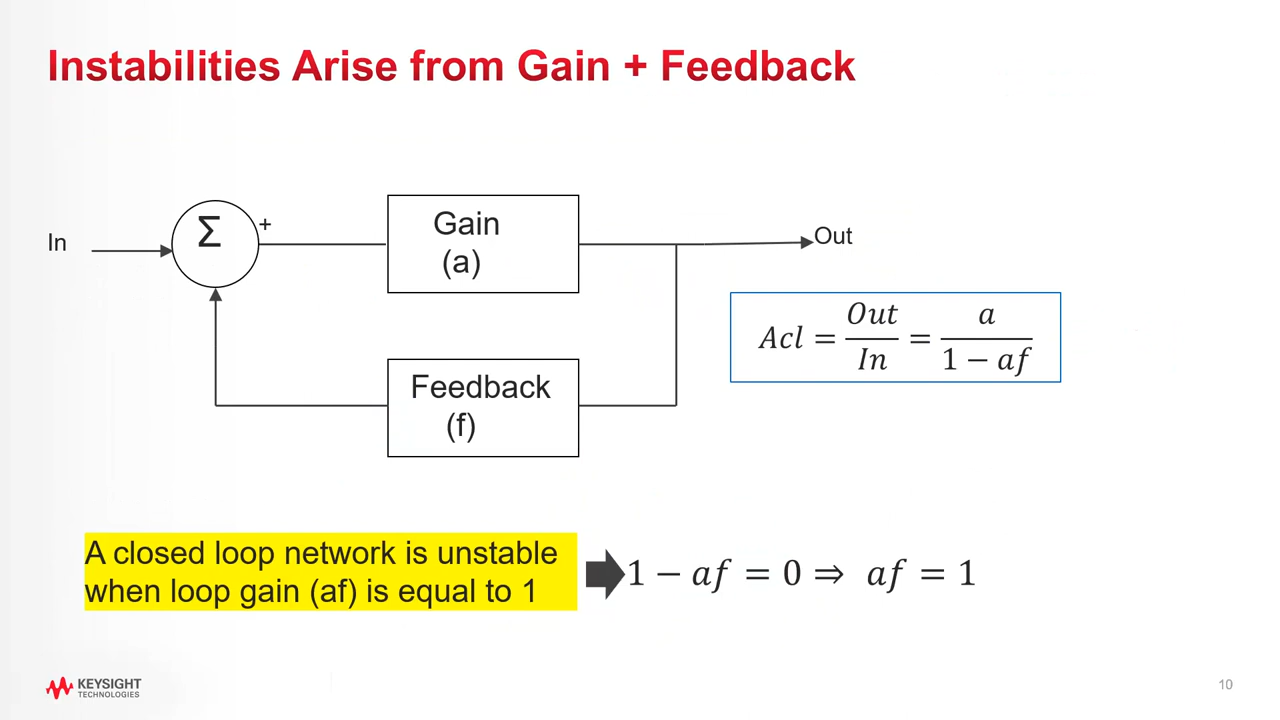 Instabilities Arise from Gain + Feedback
In
Σ
+
Gain
(a)
Out
Acl = Out/In = a/(1 − af)
Feedback
(f)
A closed loop network is unstable
when loop gain (af) is equal to 1
1 − af = 0 ⇒ af = 1
KEYSIGHT
TECHNOLOGIES
10